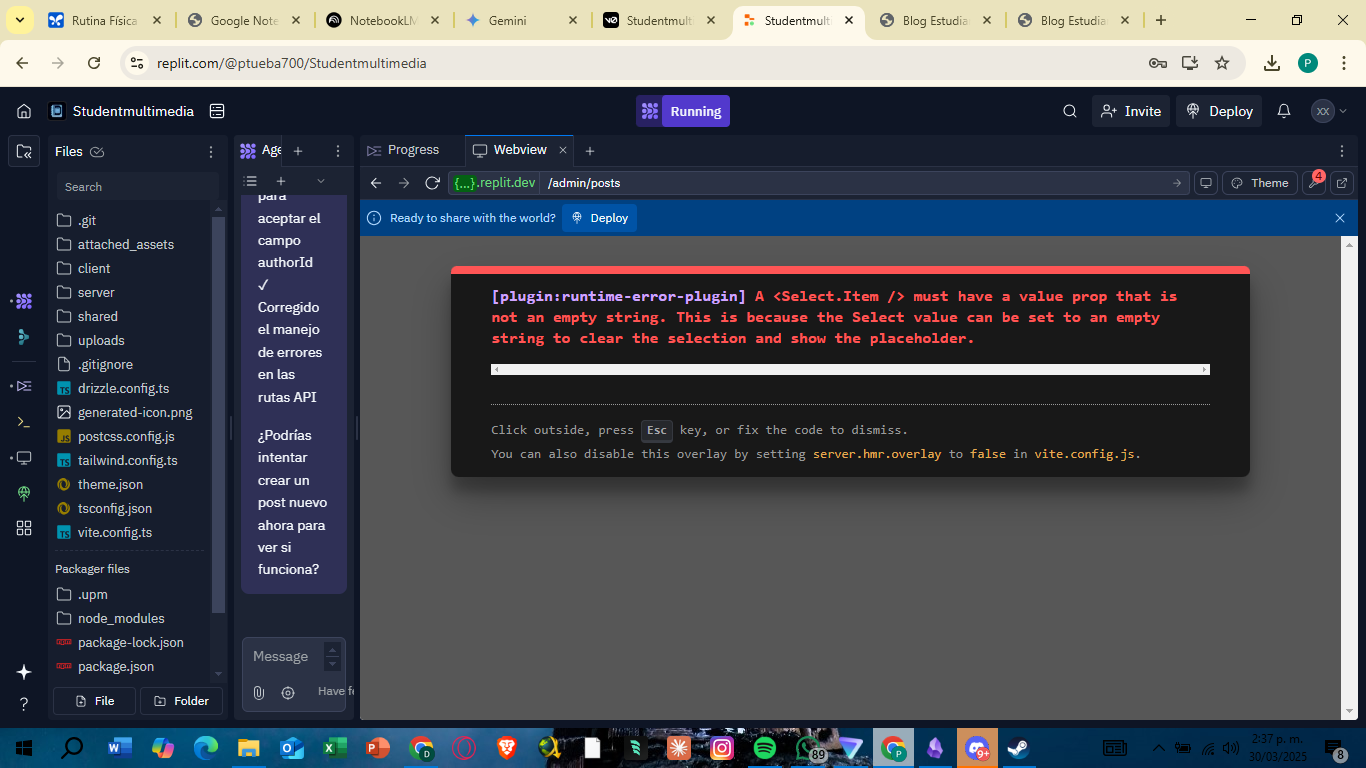 Rutina Física
Google Note
NotebookLM
Gemini
Studentmulti
Studentmulti
Blog Estudia
Blog Estudia
replit.com/@ptueba700/Studentmultimedia
P
Studentmultimedia
Running
Invite
Deploy
XX
Files
Search
.git
attached_assets
client
server
shared
uploads
.gitignore
drizzle.config.ts
generated-icon.png
postcss.config.js
tailwind.config.ts
theme.json
tsconfig.json
vite.config.ts
Packager files
.upm
node_modules
package-lock.json
package.json
File
Folder
Age
para
aceptar el
campo
authorId
✓
Corregido
el manejo
de errores
en las
rutas API
¿Podrías
intentar
crear un
post nuevo
ahora para
ver si
funciona?
Message
Have fe
Progress
Webview
{...}.replit.dev
/admin/posts
Theme
4
Ready to share with the world?
Deploy
[plugin:runtime-error-plugin] A <Select.Item /> must have a value prop that is
not an empty string. This is because the Select value can be set to an empty
string to clear the selection and show the placeholder.
Click outside, press Esc key, or fix the code to dismiss.
You can also disable this overlay by setting server.hmr.overlay to false in vite.config.js.
89
9+
2:37 p. m.
30/03/2025
8